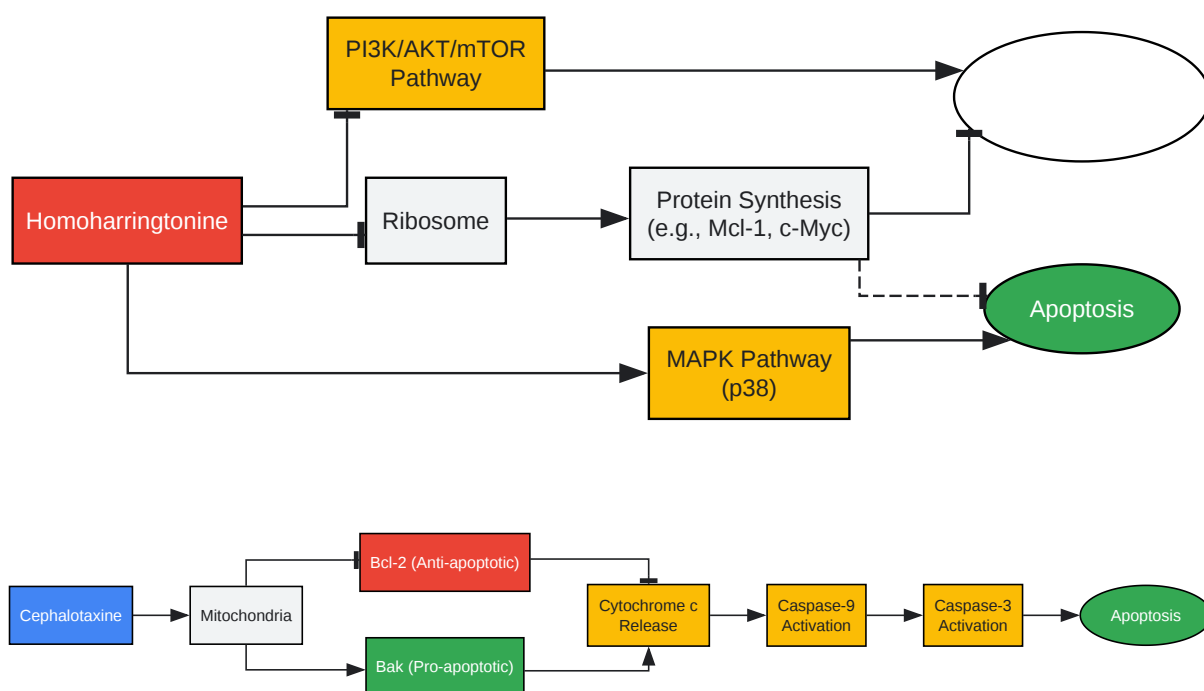 PI3K/AKT/mTOR
Pathway
Homoharringtonine
Ribosome
Protein Synthesis
(e.g., Mcl-1, c-Myc)
Apoptosis
MAPK Pathway
(p38)
Bcl-2 (Anti-apoptotic)
Cephalotaxine
Mitochondria
Cytochrome c
Release
Caspase-9
Activation
Caspase-3
Activation
Apoptosis
Bak (Pro-apoptotic)